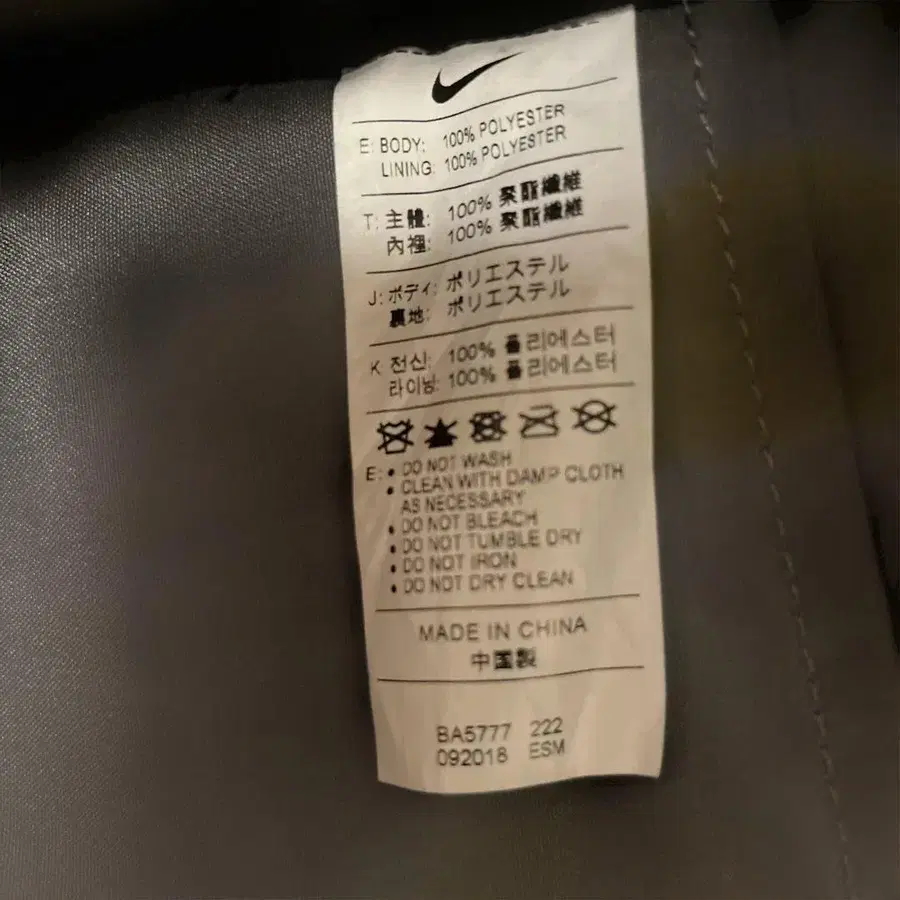 E: BODY: 100% POLYESTER
LINING: 100% POLYESTER
T: 主體: 100% 聚酯纖維
內裡: 100% 聚酯纖維
J: ボディ: ポリエステル
裏地: ポリエステル
K 전신: 100% 폴리에스터
라이닝: 100% 폴리에스터
E: • DO NOT WASH
• CLEAN WITH DAMP CLOTH
AS NECESSARY
• DO NOT BLEACH
• DO NOT TUMBLE DRY
• DO NOT IRON
• DO NOT DRY CLEAN
MADE IN CHINA
中国製
BA5777 222
092018 ESM